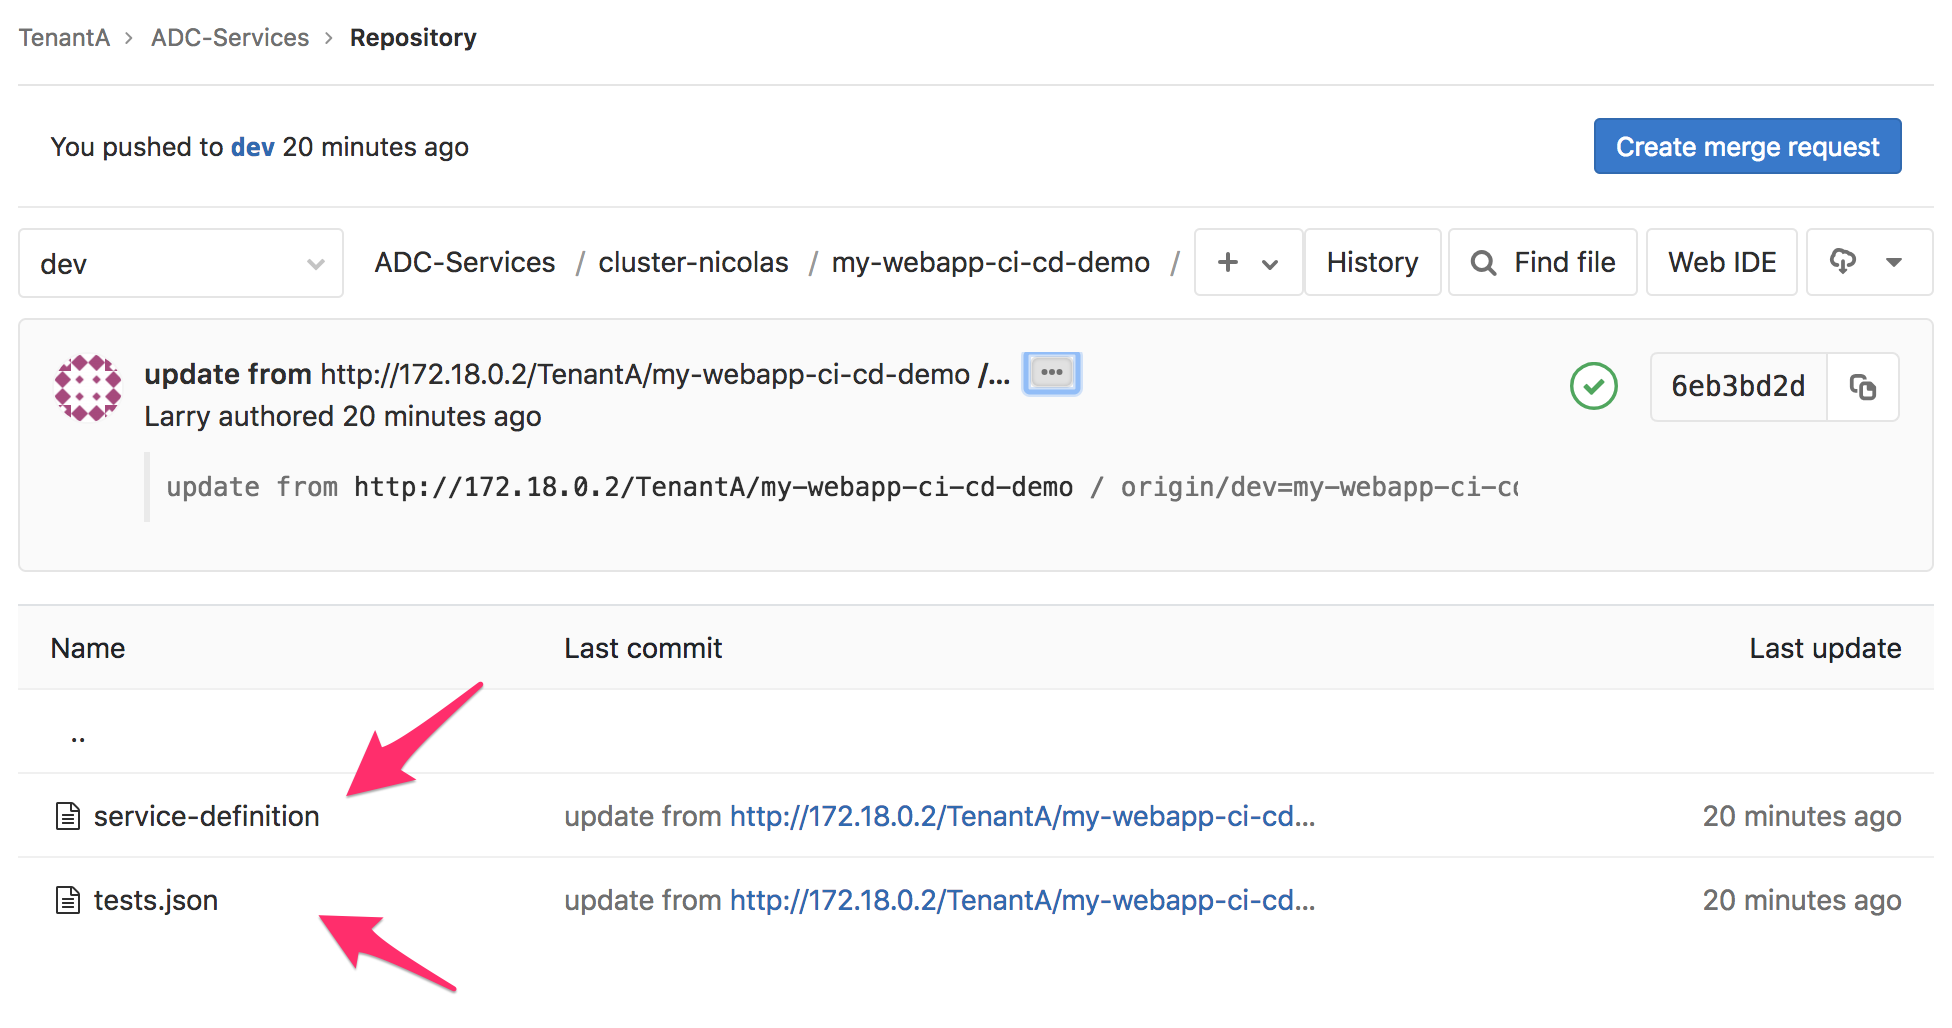 TenantA > ADC-Services > Repository
You pushed to dev 20 minutes ago
Create merge request
dev
ADC-Services / cluster-nicolas / my-webapp-ci-cd-demo /
+
History
Find file
Web IDE
update from http://172.18.0.2/TenantA/my-webapp-ci-cd-demo /...
Larry authored 20 minutes ago
6eb3bd2d
update from http://172.18.0.2/TenantA/my-webapp-ci-cd-demo / origin/dev=my-webapp-ci-c
Name Last commit Last update
..
service-definition update from http://172.18.0.2/TenantA/my-webapp-ci-cd... 20 minutes ago
tests.json update from http://172.18.0.2/TenantA/my-webapp-ci-cd... 20 minutes ago